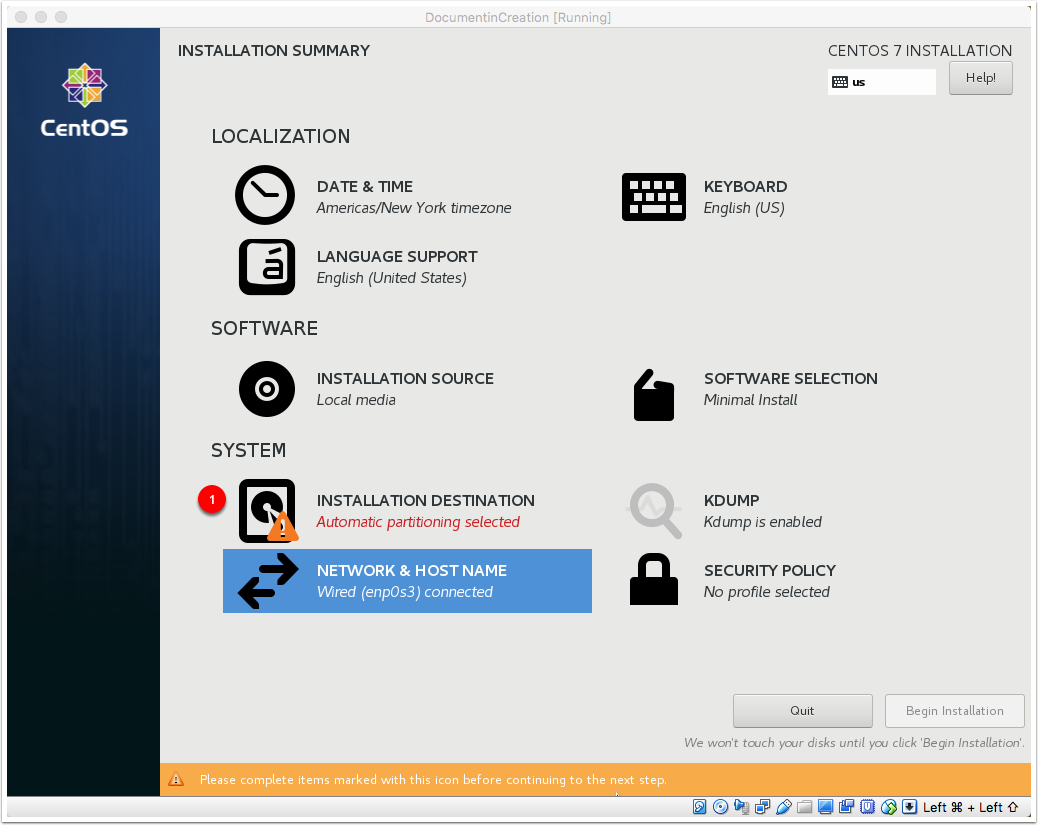 DocumentinCreation [Running]
INSTALLATION SUMMARY
CENTOS 7 INSTALLATION
us
Help!
CentOS
LOCALIZATION
DATE & TIME
Americas/New York timezone
KEYBOARD
English (US)
á
LANGUAGE SUPPORT
English (United States)
SOFTWARE
INSTALLATION SOURCE
Local media
SOFTWARE SELECTION
Minimal Install
SYSTEM
1
INSTALLATION DESTINATION
Automatic partitioning selected
KDUMP
Kdump is enabled
NETWORK & HOST NAME
Wired (enp0s3) connected
SECURITY POLICY
No profile selected
Quit
Begin Installation
We won't touch your disks until you click 'Begin Installation'.
Please complete items marked with this icon before continuing to the next step.
Left ⌘ + Left ⇧